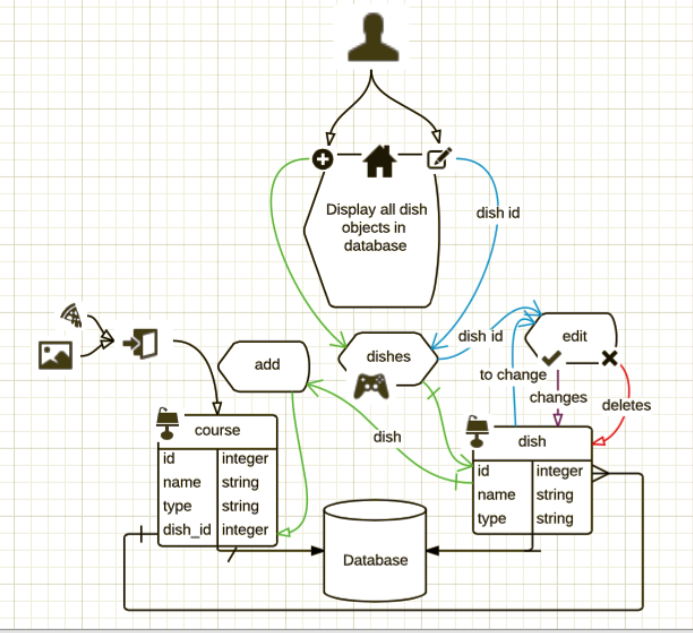 Display all dish
objects in
database
dish id
dish id
edit
dishes
add
to change
changes
deletes
dish
course
id integer
name string
type string
dish_id integer
dish
id integer
name string
type string
Database